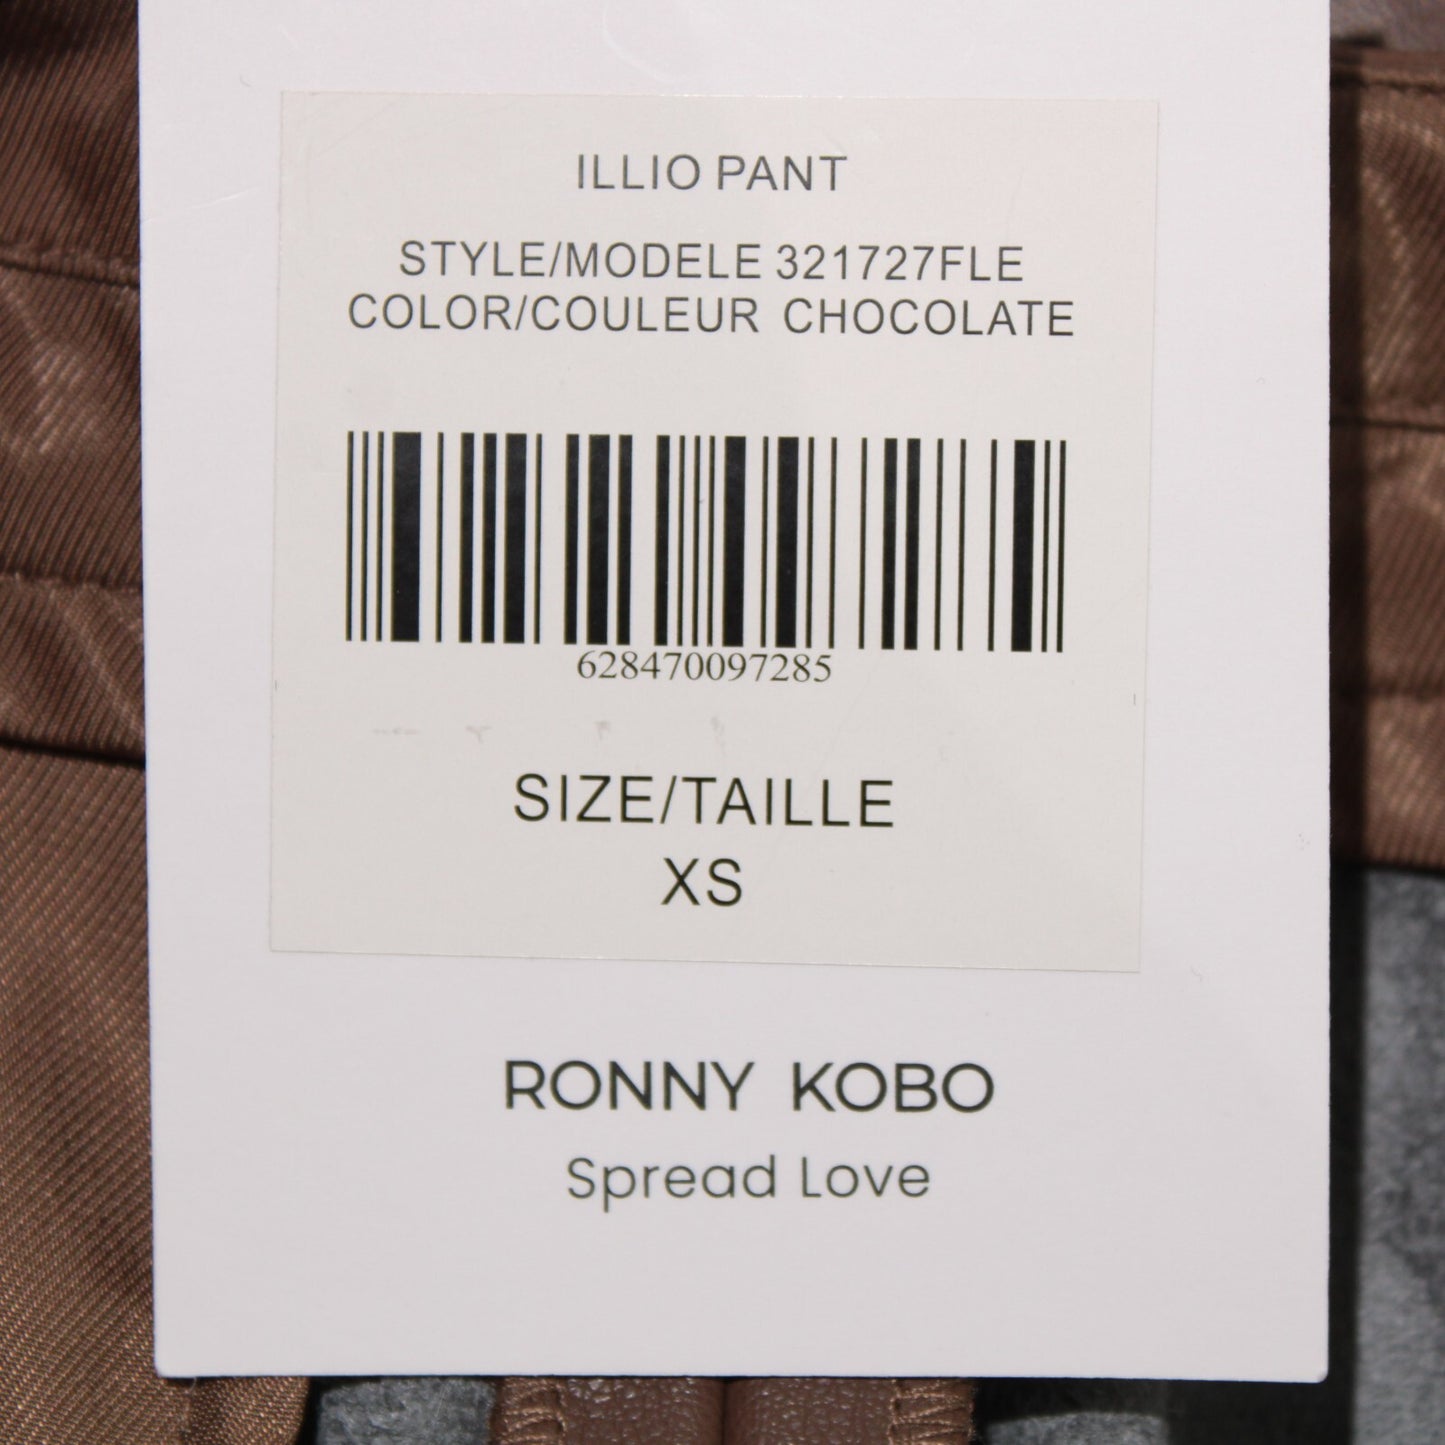 ILLIO PANT
STYLE/MODELE 321727FLE
COLOR/COULEUR CHOCOLATE
628470097285
SIZE/TAILLE
XS
RONNY KOBO
Spread Love